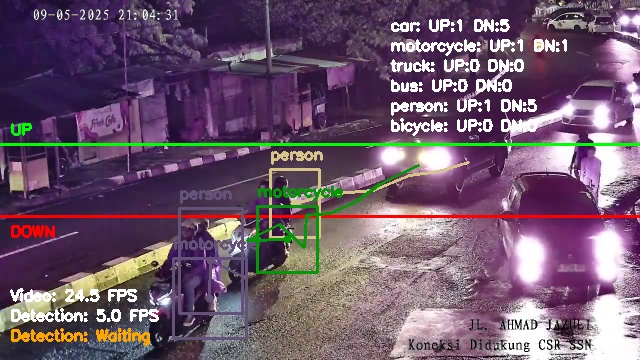 09-05-2025 21:04:31
car: UP:1 DN:5
motorcycle: UP:1 DN:1
truck: UP:0 DN:0
bus: UP:0 DN:0
person: UP:1 DN:5
bicycle: UP:0 DN:0
UP
person
motorcycle
person
motorcycle
DOWN
Video: 24.5 FPS
Detection: 5.0 FPS
Detection: Waiting
JL. AHMAD JAZULI
Koneksi Didukung CSR SSN